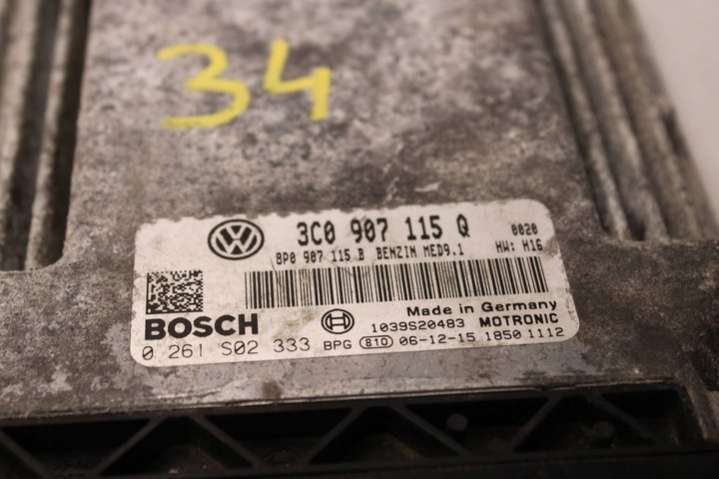 34
3C0 907 115 Q 0020
8P0 907 115 B BENZIN MED9.1 HW: H16
Made in Germany
BOSCH 1039S20483 MOTRONIC
0 261 S02 333 BPG 810 06-12-15 1850 1112